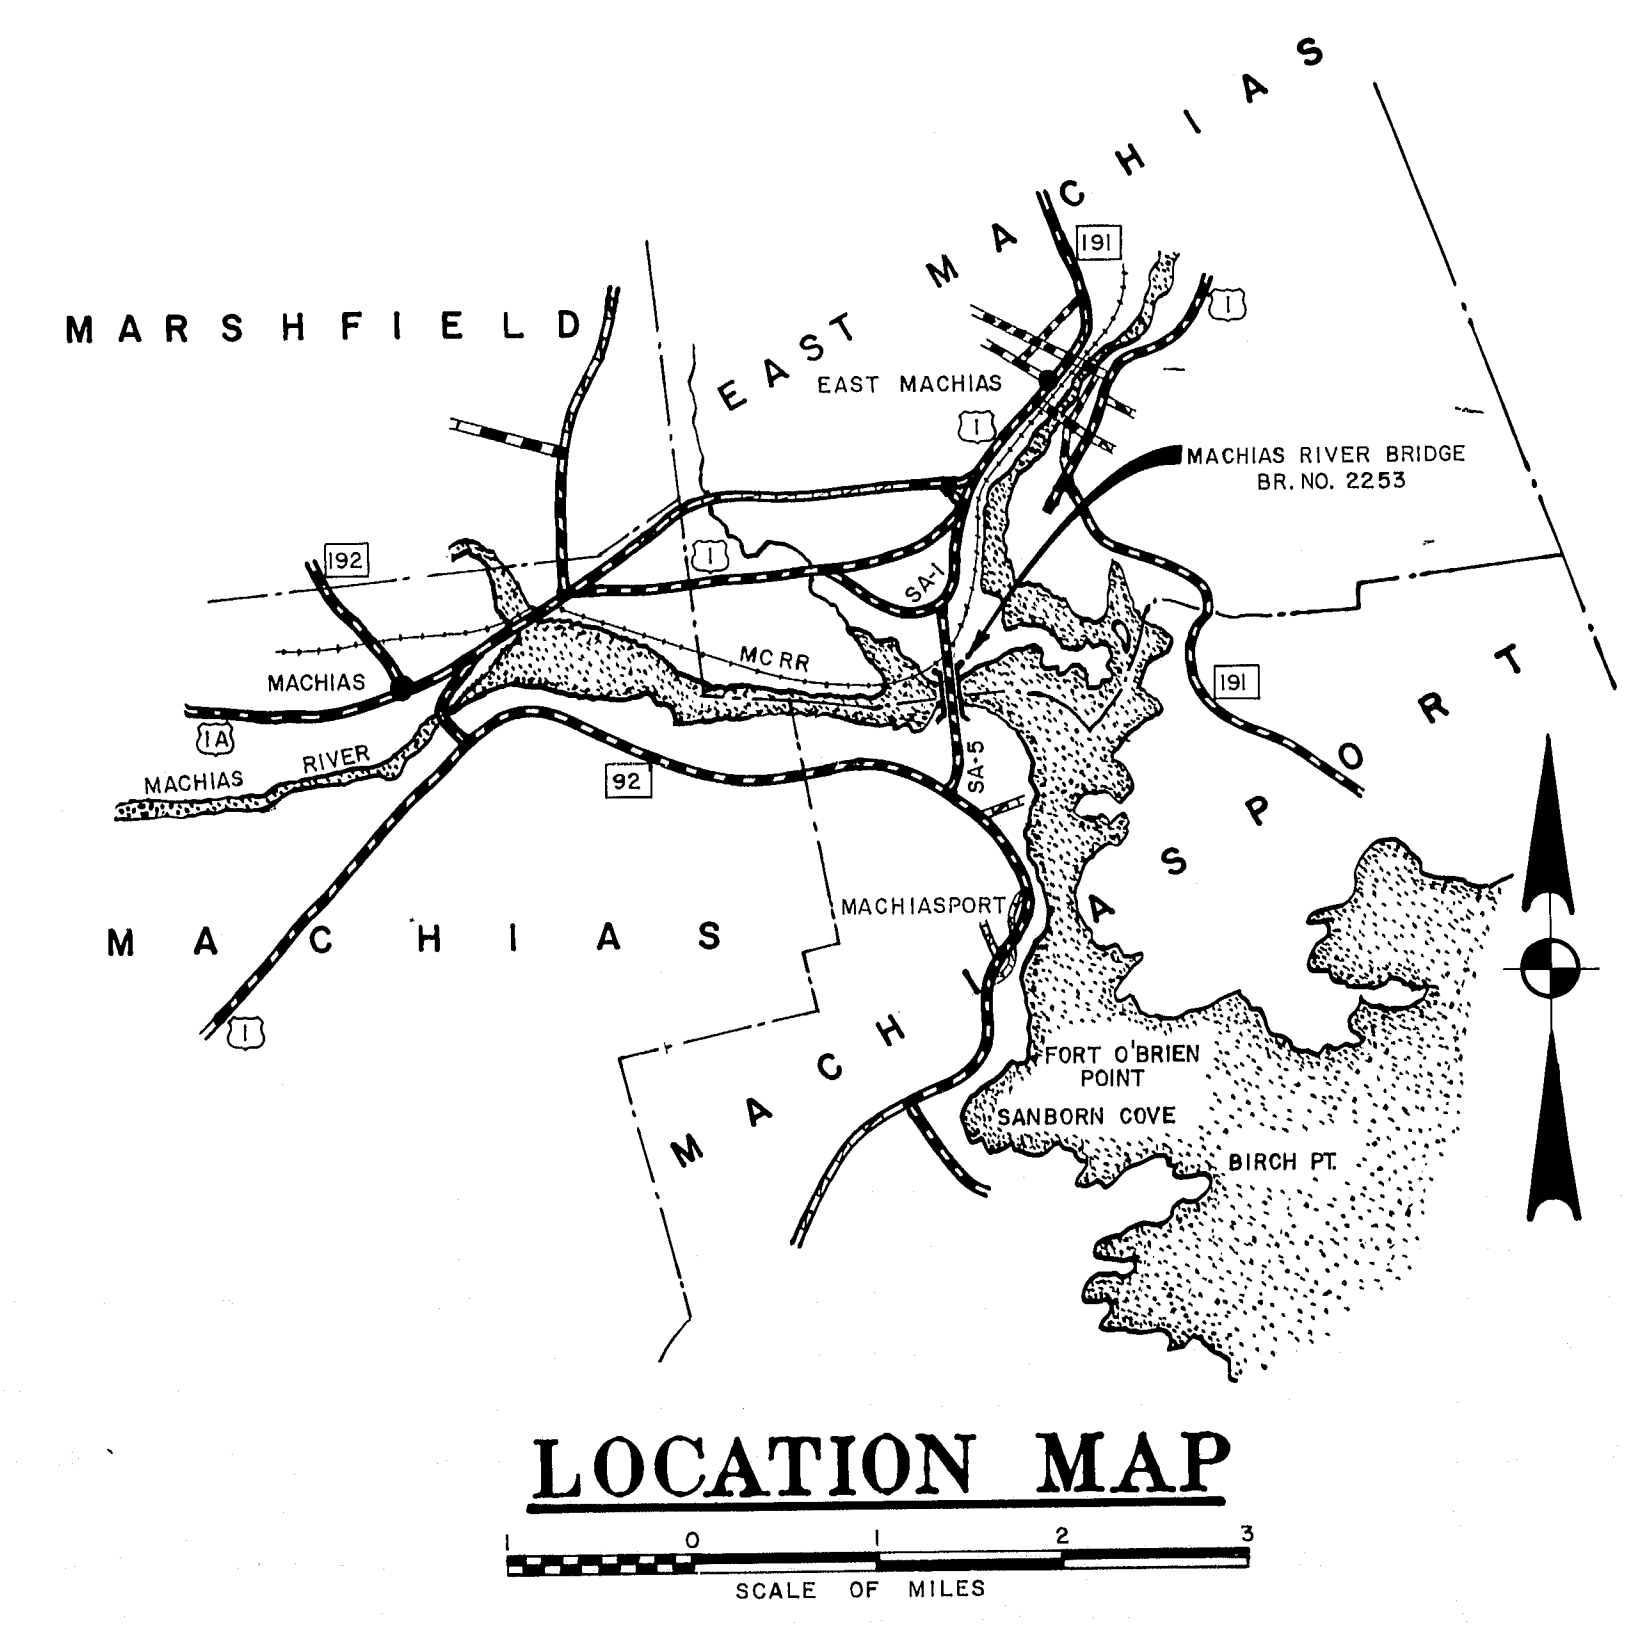 EAST MACHIAS
191
1
MARSHFIELD
EAST MACHIAS
1
MACHIAS RIVER BRIDGE
BR. NO. 2253
192
1
SA-1
MACHIAS
MCRR
191
1A
MACHIAS RIVER
92
SA-5
MACHIASPORT
MACHIAS
MACHIASPORT
1
FORT O'BRIEN
POINT
SANBORN COVE
BIRCH PT.
LOCATION MAP
1 0 1 2 3
SCALE OF MILES